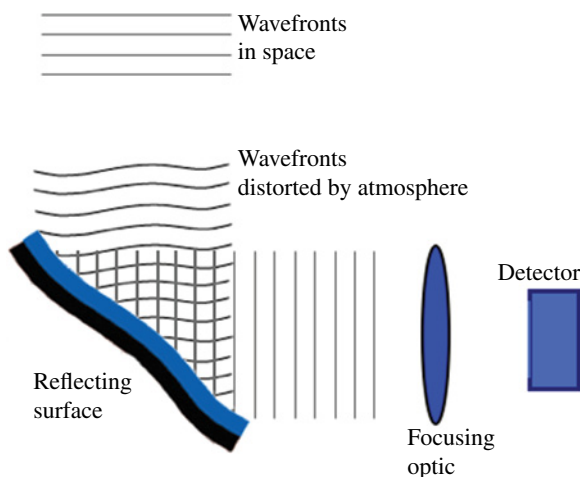 Wavefronts
in space
Wavefronts
distorted by atmosphere
Detector
Reflecting
surface
Focusing
optic